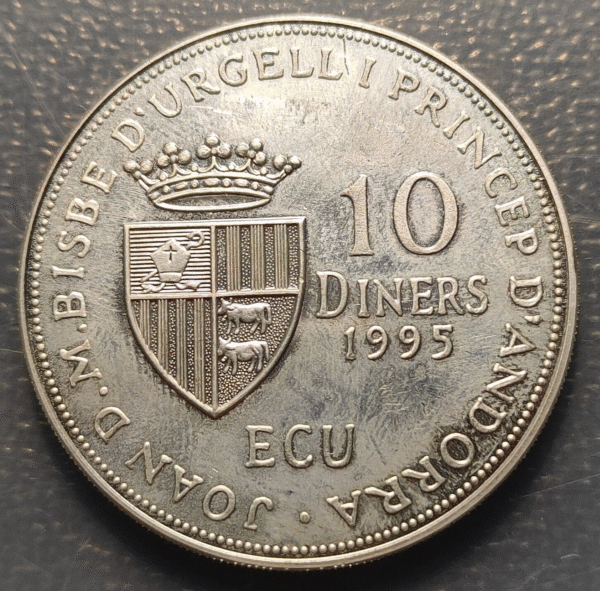 JOAN D.M. BISBE D'URGELL I PRINCEP D'ANDORRA ·
10
DINERS
1995
ECU